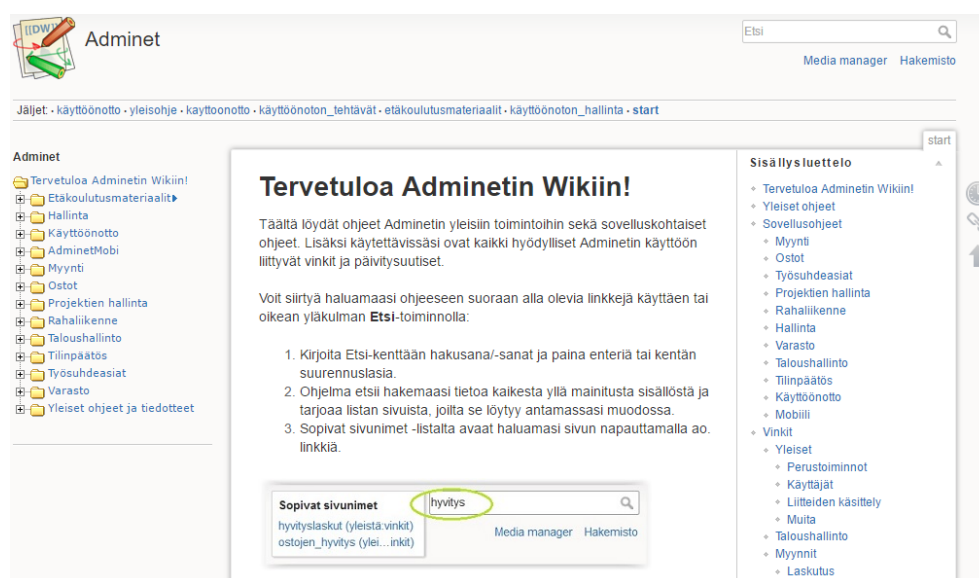 [[DW]]
Adminet
Etsi
Media manager Hakemisto
Jäljet: • käyttöönotto • yleisohje • kayttoonotto • käyttöönoton_tehtävät • etäkoulutusmateriaalit • käyttöönoton_hallinta • start
start
Adminet
Tervetuloa Adminetin Wikiin!
Etäkoulutusmateriaalit
Hallinta
Käyttöönotto
AdminetMobi
Myynti
Ostot
Projektien hallinta
Rahaliikenne
Taloushallinto
Tilinpäätös
Työsuhdeasiat
Varasto
Yleiset ohjeet ja tiedotteet
Tervetuloa Adminetin Wikiin!
Täältä löydät ohjeet Adminetin yleisiin toimintoihin sekä sovelluskohtaiset
ohjeet. Lisäksi käytettävissäsi ovat kaikki hyödylliset Adminetin käyttöön
liittyvät vinkit ja päivitysuutiset.
Voit siirtyä haluamaasi ohjeeseen suoraan alla olevia linkkejä käyttäen tai
oikean yläkulman Etsi-toiminnolla:
1. Kirjoita Etsi-kenttään hakusana/-sanat ja paina enteriä tai kentän
suurennuslasia.
2. Ohjelma etsii hakemaasi tietoa kaikesta yllä mainitusta sisällöstä ja
tarjoaa listan sivuista, joilta se löytyy antamassasi muodossa.
3. Sopivat sivunimet -listalta avaat haluamasi sivun napauttamalla ao.
linkkiä.
Sopivat sivunimet
hyvityslaskut (yleistä:vinkit)
ostojen_hyvitys (ylei…inkit)
hyvitys
Media manager Hakemisto
Sisällysluettelo
Tervetuloa Adminetin Wikiin!
Yleiset ohjeet
Sovellusohjeet
Myynti
Ostot
Työsuhdeasiat
Projektien hallinta
Rahaliikenne
Hallinta
Varasto
Taloushallinto
Tilinpäätös
Käyttöönotto
Mobiili
Vinkit
Yleiset
Perustoiminnot
Käyttäjät
Liitteiden käsittely
Muita
Taloushallinto
Myynnit
Laskutus